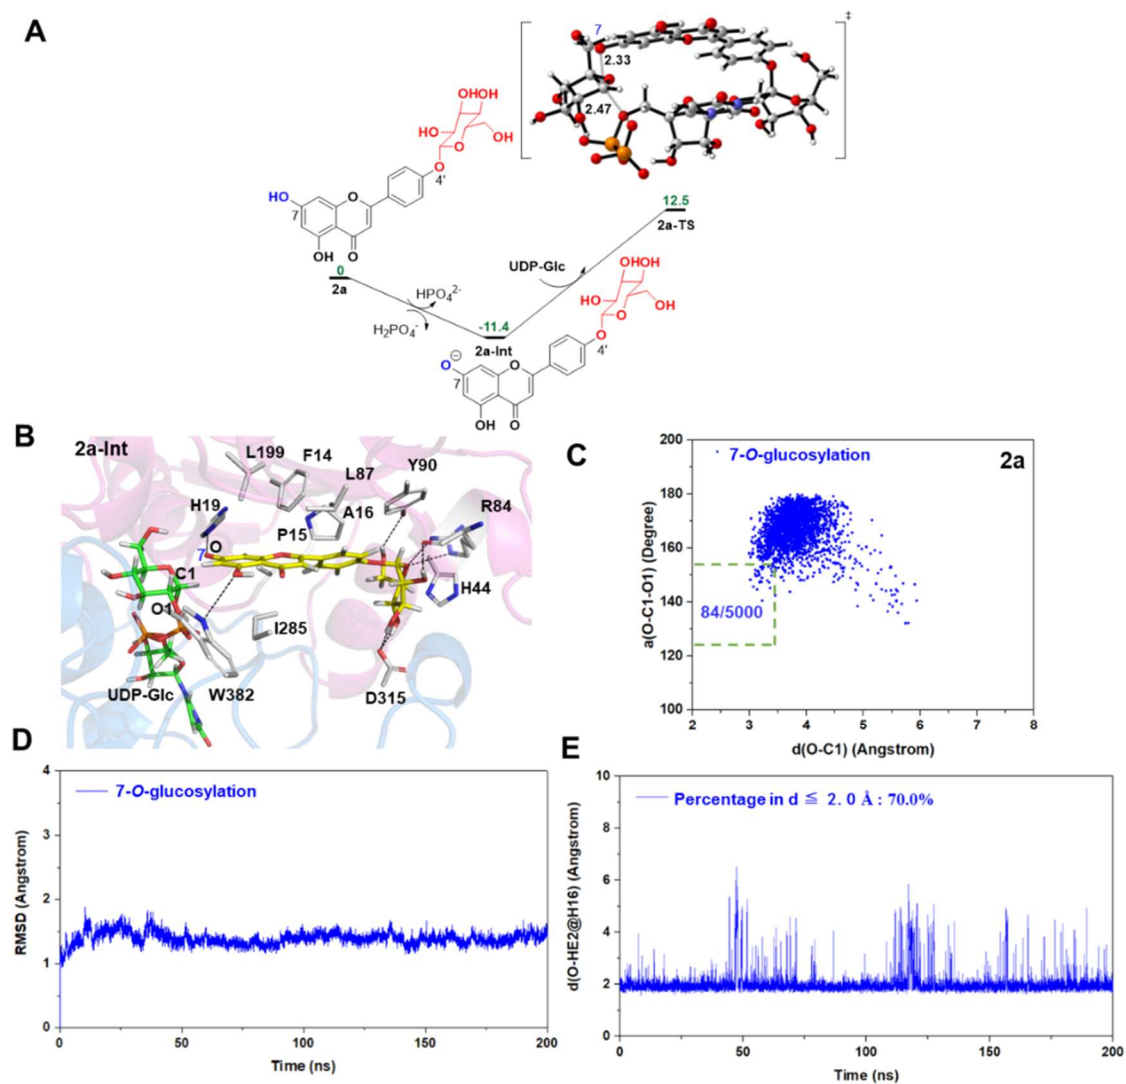 A
7
2.33
2.47
‡
OHOH
HO
OH
O
O
4'
HO
7
O
OH
O
0
2a
HPO₄²⁻
H₂PO₄⁻
-11.4
2a-Int
UDP-Glc
12.5
2a-TS
OHOH
HO
OH
O
O
4'
O⊖
7
O
OH
O
B
2a-Int
L199
F14
L87
Y90
H19
A16
R84
P15
7
O
C1
H44
O1
I285
UDP-Glc
W382
D315
C
7-O-glucosylation
2a
84/5000
a(O-C1-O1) (Degree)
200
180
160
140
120
100
2 3 4 5 6 7 8
d(O-C1) (Angstrom)
D
7-O-glucosylation
RMSD (Angstrom)
4
3
2
1
0
0 50 100 150 200
Time (ns)
E
Percentage in d ≦ 2.0 Å: 70.0%
d(O-HE2@H16) (Angstrom)
10
8
6
4
2
0
0 50 100 150 200
Time (ns)